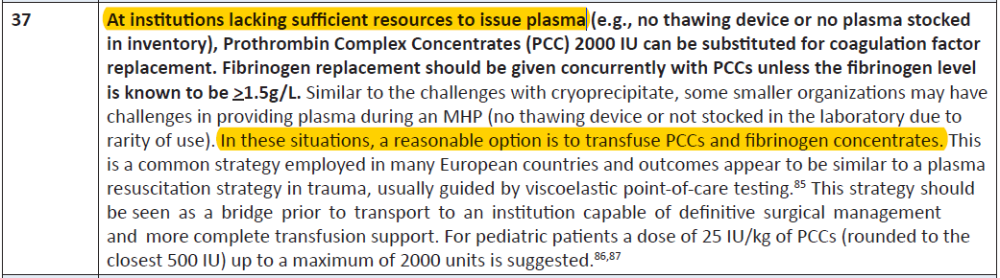 37
At institutions lacking sufficient resources to issue plasma (e.g., no thawing device or no plasma stocked
in inventory), Prothrombin Complex Concentrates (PCC) 2000 IU can be substituted for coagulation factor
replacement. Fibrinogen replacement should be given concurrently with PCCs unless the fibrinogen level
is known to be ≥1.5g/L. Similar to the challenges with cryoprecipitate, some smaller organizations may have
challenges in providing plasma during an MHP (no thawing device or not stocked in the laboratory due to
rarity of use). In these situations, a reasonable option is to transfuse PCCs and fibrinogen concentrates. This
is a common strategy employed in many European countries and outcomes appear to be similar to a plasma
resuscitation strategy in trauma, usually guided by viscoelastic point-of-care testing.85 This strategy should
be seen as a bridge prior to transport to an institution capable of definitive surgical management
and more complete transfusion support. For pediatric patients a dose of 25 IU/kg of PCCs (rounded to the
closest 500 IU) up to a maximum of 2000 units is suggested.86,87